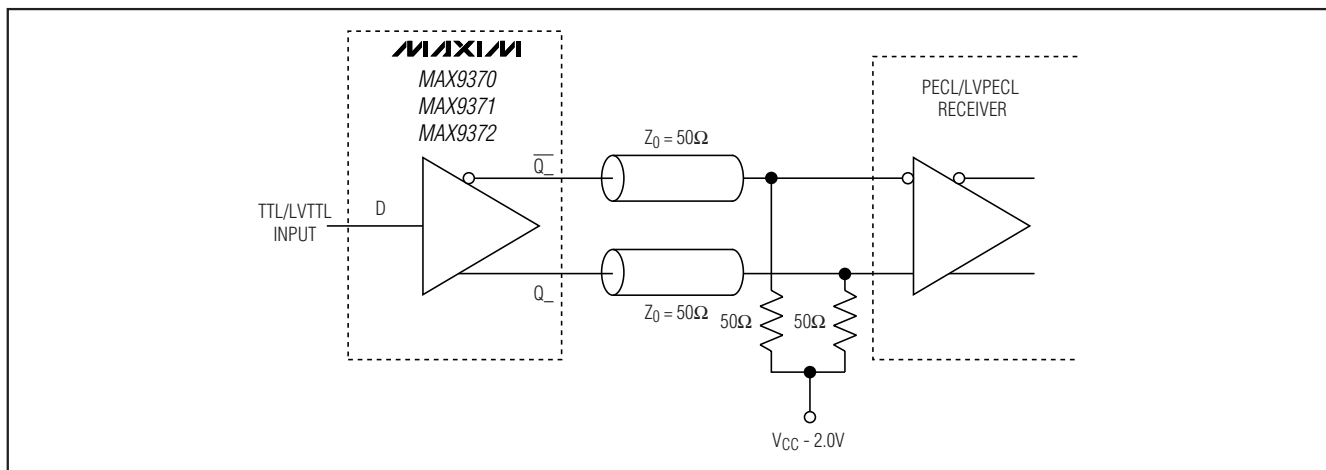 MAXIM
MAX9370
MAX9371
MAX9372
TTL/LVTTL
INPUT
D
Q̅_̅
Q_
Z0 = 50Ω
Z0 = 50Ω
50Ω
50Ω
VCC - 2.0V
PECL/LVPECL
RECEIVER